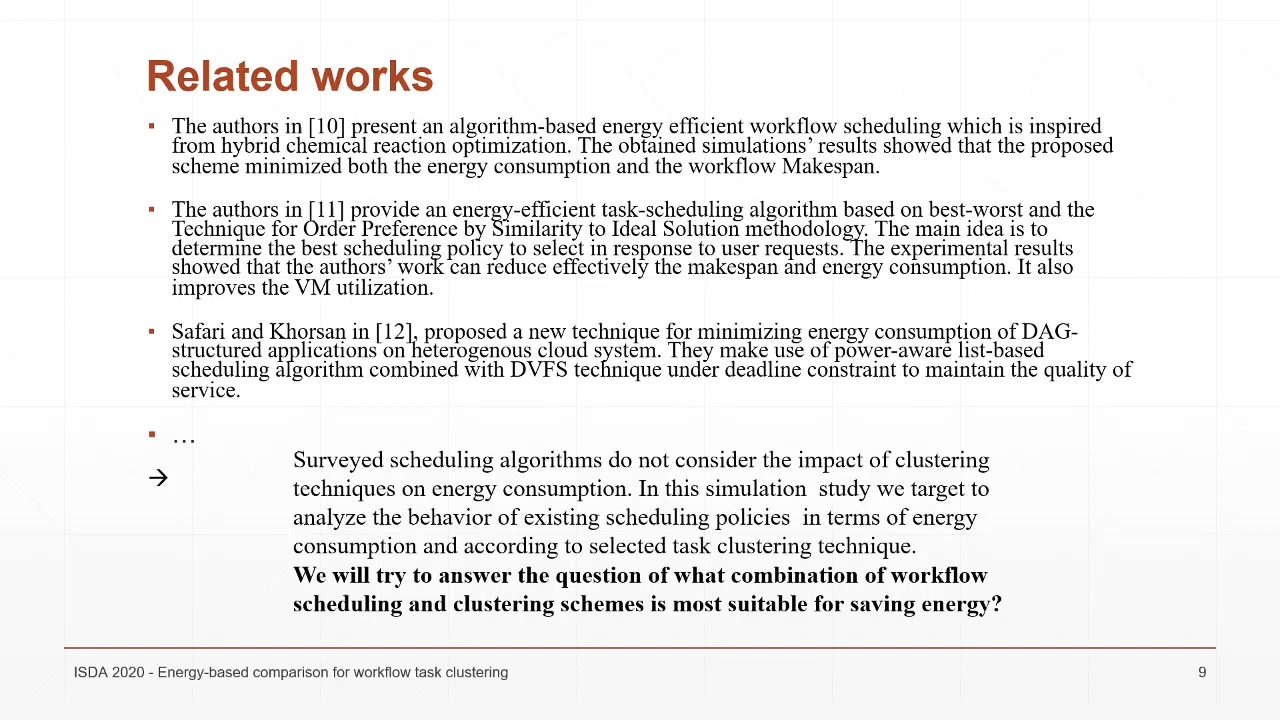 Related works
▪ The authors in [10] present an algorithm-based energy efficient workflow scheduling which is inspired
from hybrid chemical reaction optimization. The obtained simulations’ results showed that the proposed
scheme minimized both the energy consumption and the workflow Makespan.
▪ The authors in [11] provide an energy-efficient task-scheduling algorithm based on best-worst and the
Technique for Order Preference by Similarity to Ideal Solution methodology. The main idea is to
determine the best scheduling policy to select in response to user requests. The experimental results
showed that the authors’ work can reduce effectively the makespan and energy consumption. It also
improves the VM utilization.
▪ Safari and Khorsan in [12], proposed a new technique for minimizing energy consumption of DAG-
structured applications on heterogenous cloud system. They make use of power-aware list-based
scheduling algorithm combined with DVFS technique under deadline constraint to maintain the quality of
service.
▪ …
→
Surveyed scheduling algorithms do not consider the impact of clustering
techniques on energy consumption. In this simulation  study we target to
analyze the behavior of existing scheduling policies  in terms of energy
consumption and according to selected task clustering technique.
We will try to answer the question of what combination of workflow
scheduling and clustering schemes is most suitable for saving energy?
ISDA 2020 - Energy-based comparison for workflow task clustering
9